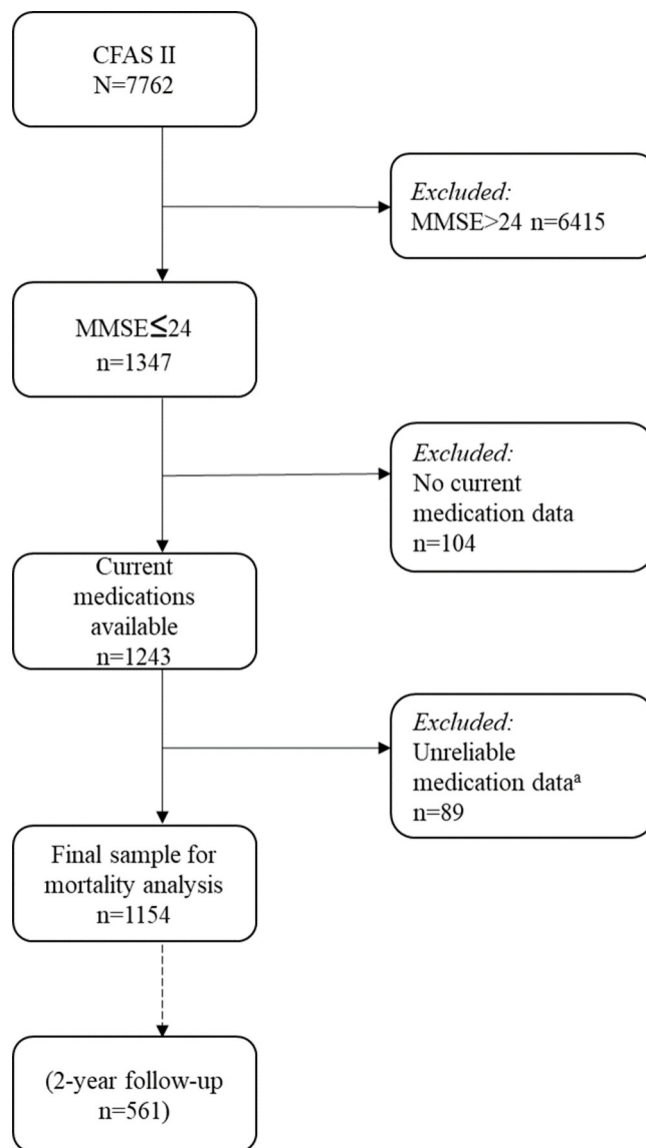 CFAS II
N=7762
Excluded:
MMSE>24 n=6415
MMSE≤24
n=1347
Excluded:
No current
medication data
n=104
Current
medications
available
n=1243
Excluded:
Unreliable
medication dataᵃ
n=89
Final sample for
mortality analysis
n=1154
(2-year follow-up
n=561)